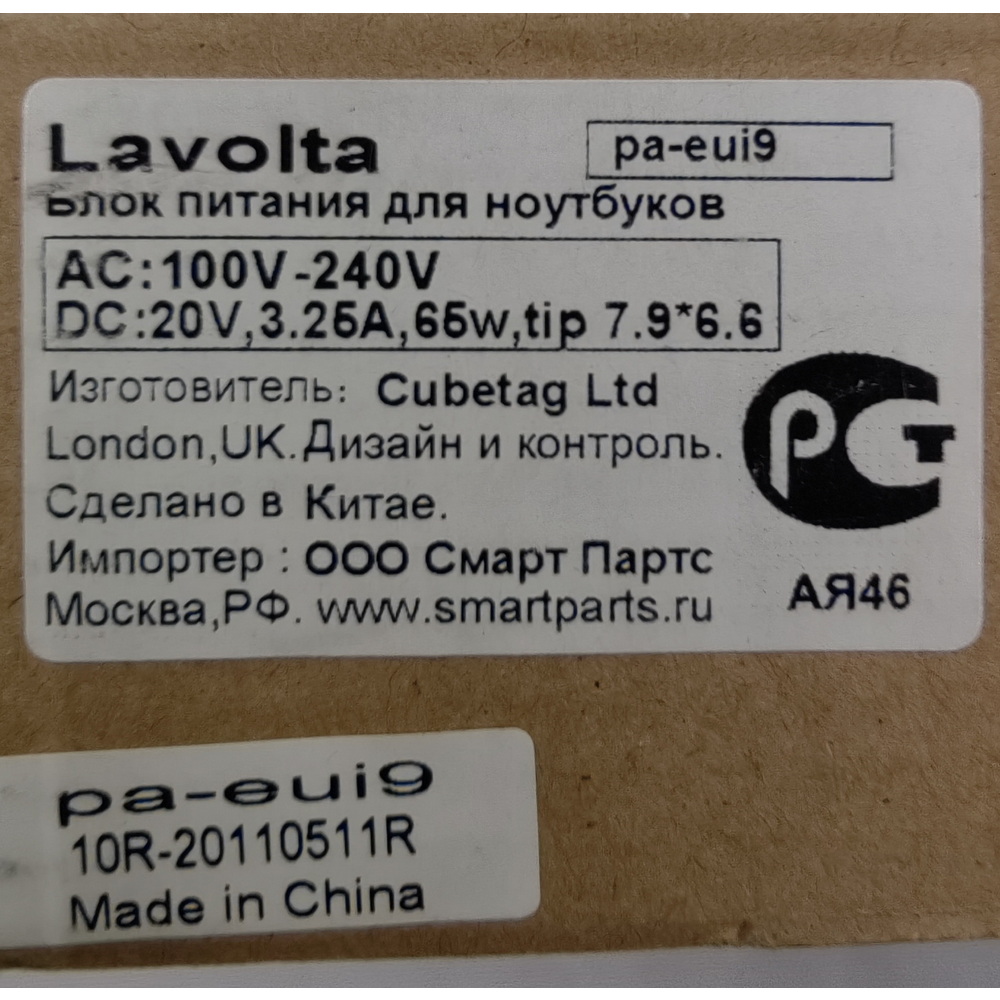 Lavolta
pa-eui9
Блок питания для ноутбуков
AC:100V-240V
DC:20V,3.25A,65w,tip 7.9*6.6
Изготовитель: Cubetag Ltd
London,UK.Дизайн и контроль.
Сделано в Китае.
Импортер : ООО Смарт Партс
Москва,РФ. www.smartparts.ru
РСТ
АЯ46
pa-eui9
10R-20110511R
Made in China